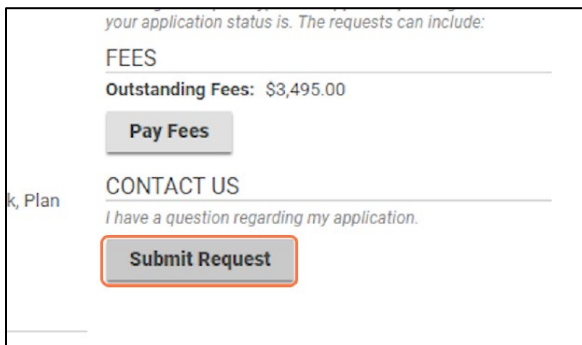 your application status is. The requests can include:
FEES
Outstanding Fees: $3,495.00
Pay Fees
CONTACT US
k, Plan
I have a question regarding my application.
Submit Request